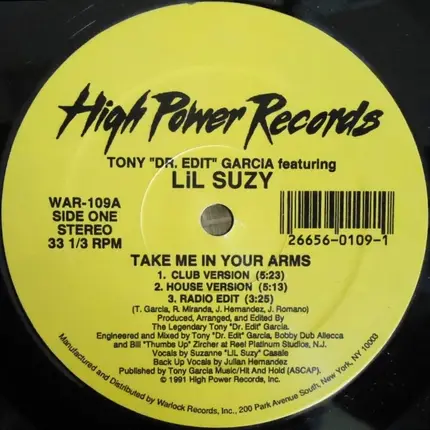 High Power Records
TONY "DR. EDIT" GARCIA featuring
LiL SUZY
WAR-109A
SIDE ONE
STEREO
33 1/3 RPM
26656-0109-1
TAKE ME IN YOUR ARMS
1. CLUB VERSION (5:23)
2. HOUSE VERSION (5:08)
3. RADIO EDIT (3:25)
(T. Garcia, R. Miranda, J. Hernandez, J. Romano)
Produced, Arranged, and Edited By
The Legendary Tony "Dr. Edit" Garcia.
Engineered and Mixed by Tony "Dr. Edit" Garcia, Bobby Dub Allecca
and Bill "Thumbs Up" Zircher at Reel Platinum Studios, N.J.
Vocals by Suzanne "LIL Suzy" Casale
Back Up Vocals by Julian Hernandez
Published by Tony Garcia Music/Hit And Hold (ASCAP).
© 1991 High Power Records, Inc.
Manufactured and Distributed by Warlock Records, Inc., 200 Park Avenue South, New York, NY 10003